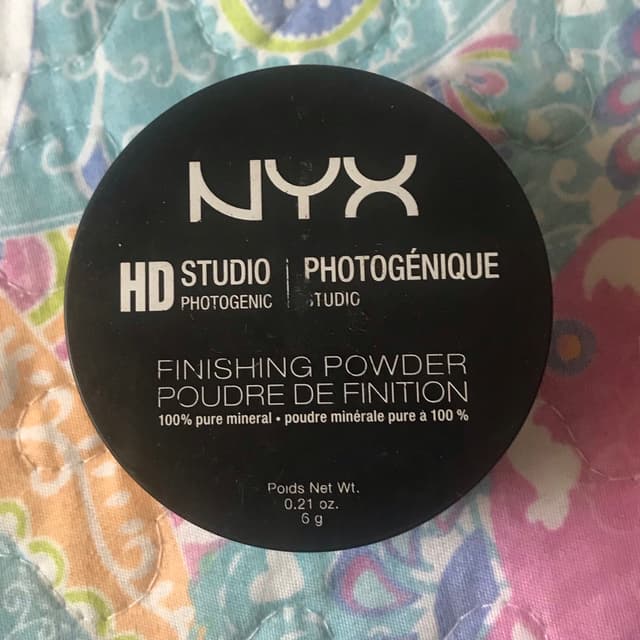 NYX
HD STUDIO PHOTOGENIC | PHOTOGÉNIQUE STUDIO
FINISHING POWDER
POUDRE DE FINITION
100% pure mineral • poudre minérale pure à 100 %
Poids Net Wt.
0.21 oz.
6 g